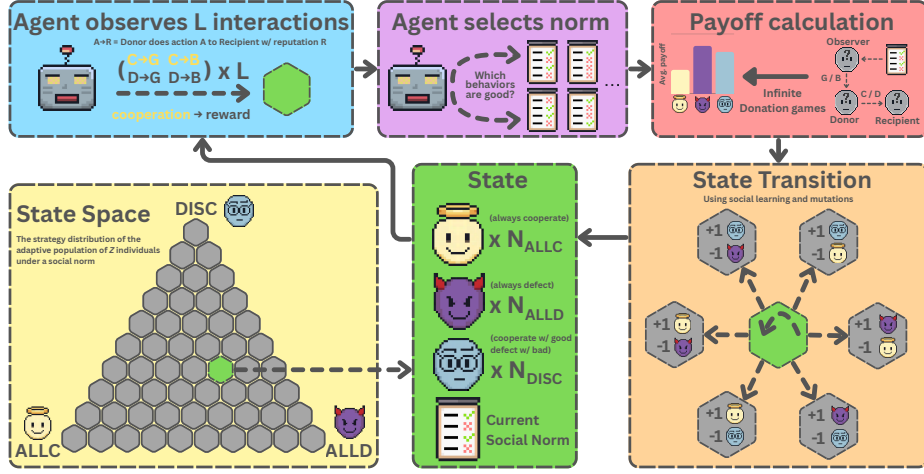 Agent observes L interactions
A→R = Donor does action A to Recipient w/ reputation R
C→G C→B
( D→G D→B ) x L
cooperation → reward
Agent selects norm
Which
behaviors
are good?
...
Payoff calculation
Avg. payoff
Infinite
Donation games
Observer
G / B
C / D
Donor
Recipient
State Space
The strategy distribution of the
adaptive population of Z individuals
under a social norm
DISC
ALLC
ALLD
State
(always cooperate)
x N_ALLC
(always defect)
x N_ALLD
(cooperate w/ good
defect w/ bad)
x N_DISC
Current
Social Norm
State Transition
Using social learning and mutations
+1
-1
+1
-1
+1
-1
+1
-1
+1
-1
+1
-1